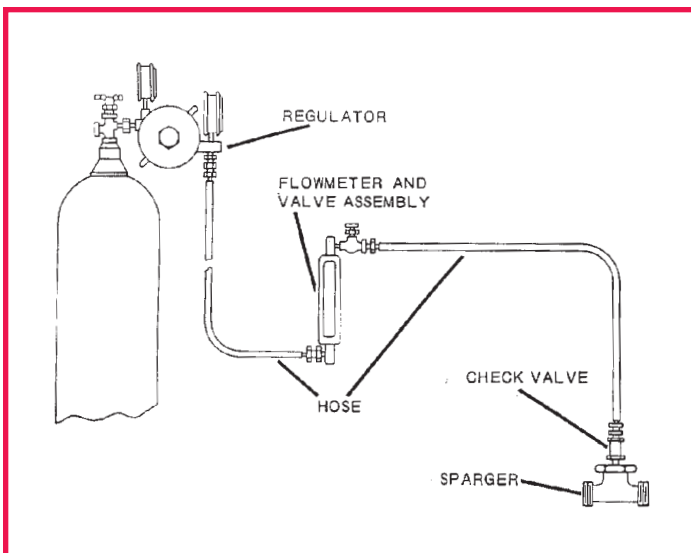 REGULATOR
FLOWMETER AND
VALVE ASSEMBLY
HOSE
CHECK VALVE
SPARGER